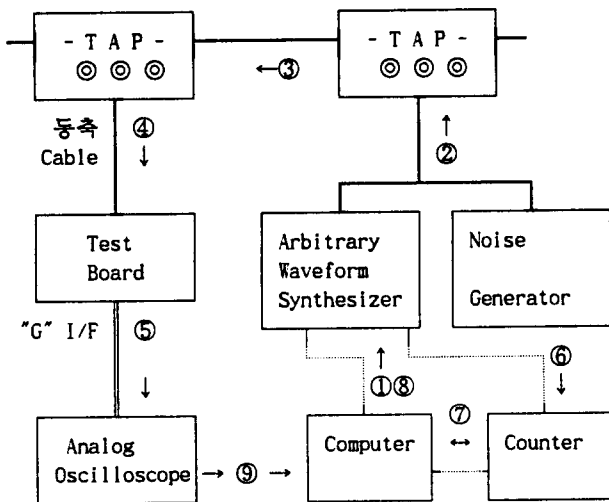 - T A P -
◎ ◎ ◎
- T A P -
◎ ◎ ◎
←③
동축 ④
Cable ↓
↑
②
Test
Board
Arbitrary
Waveform
Synthesizer
Noise
Generator
"G" I/F ⑤
↓
↑
①⑧
⑥
↓
⑦
↔
Analog
Oscilloscope
→ ⑨ →
Computer
Counter